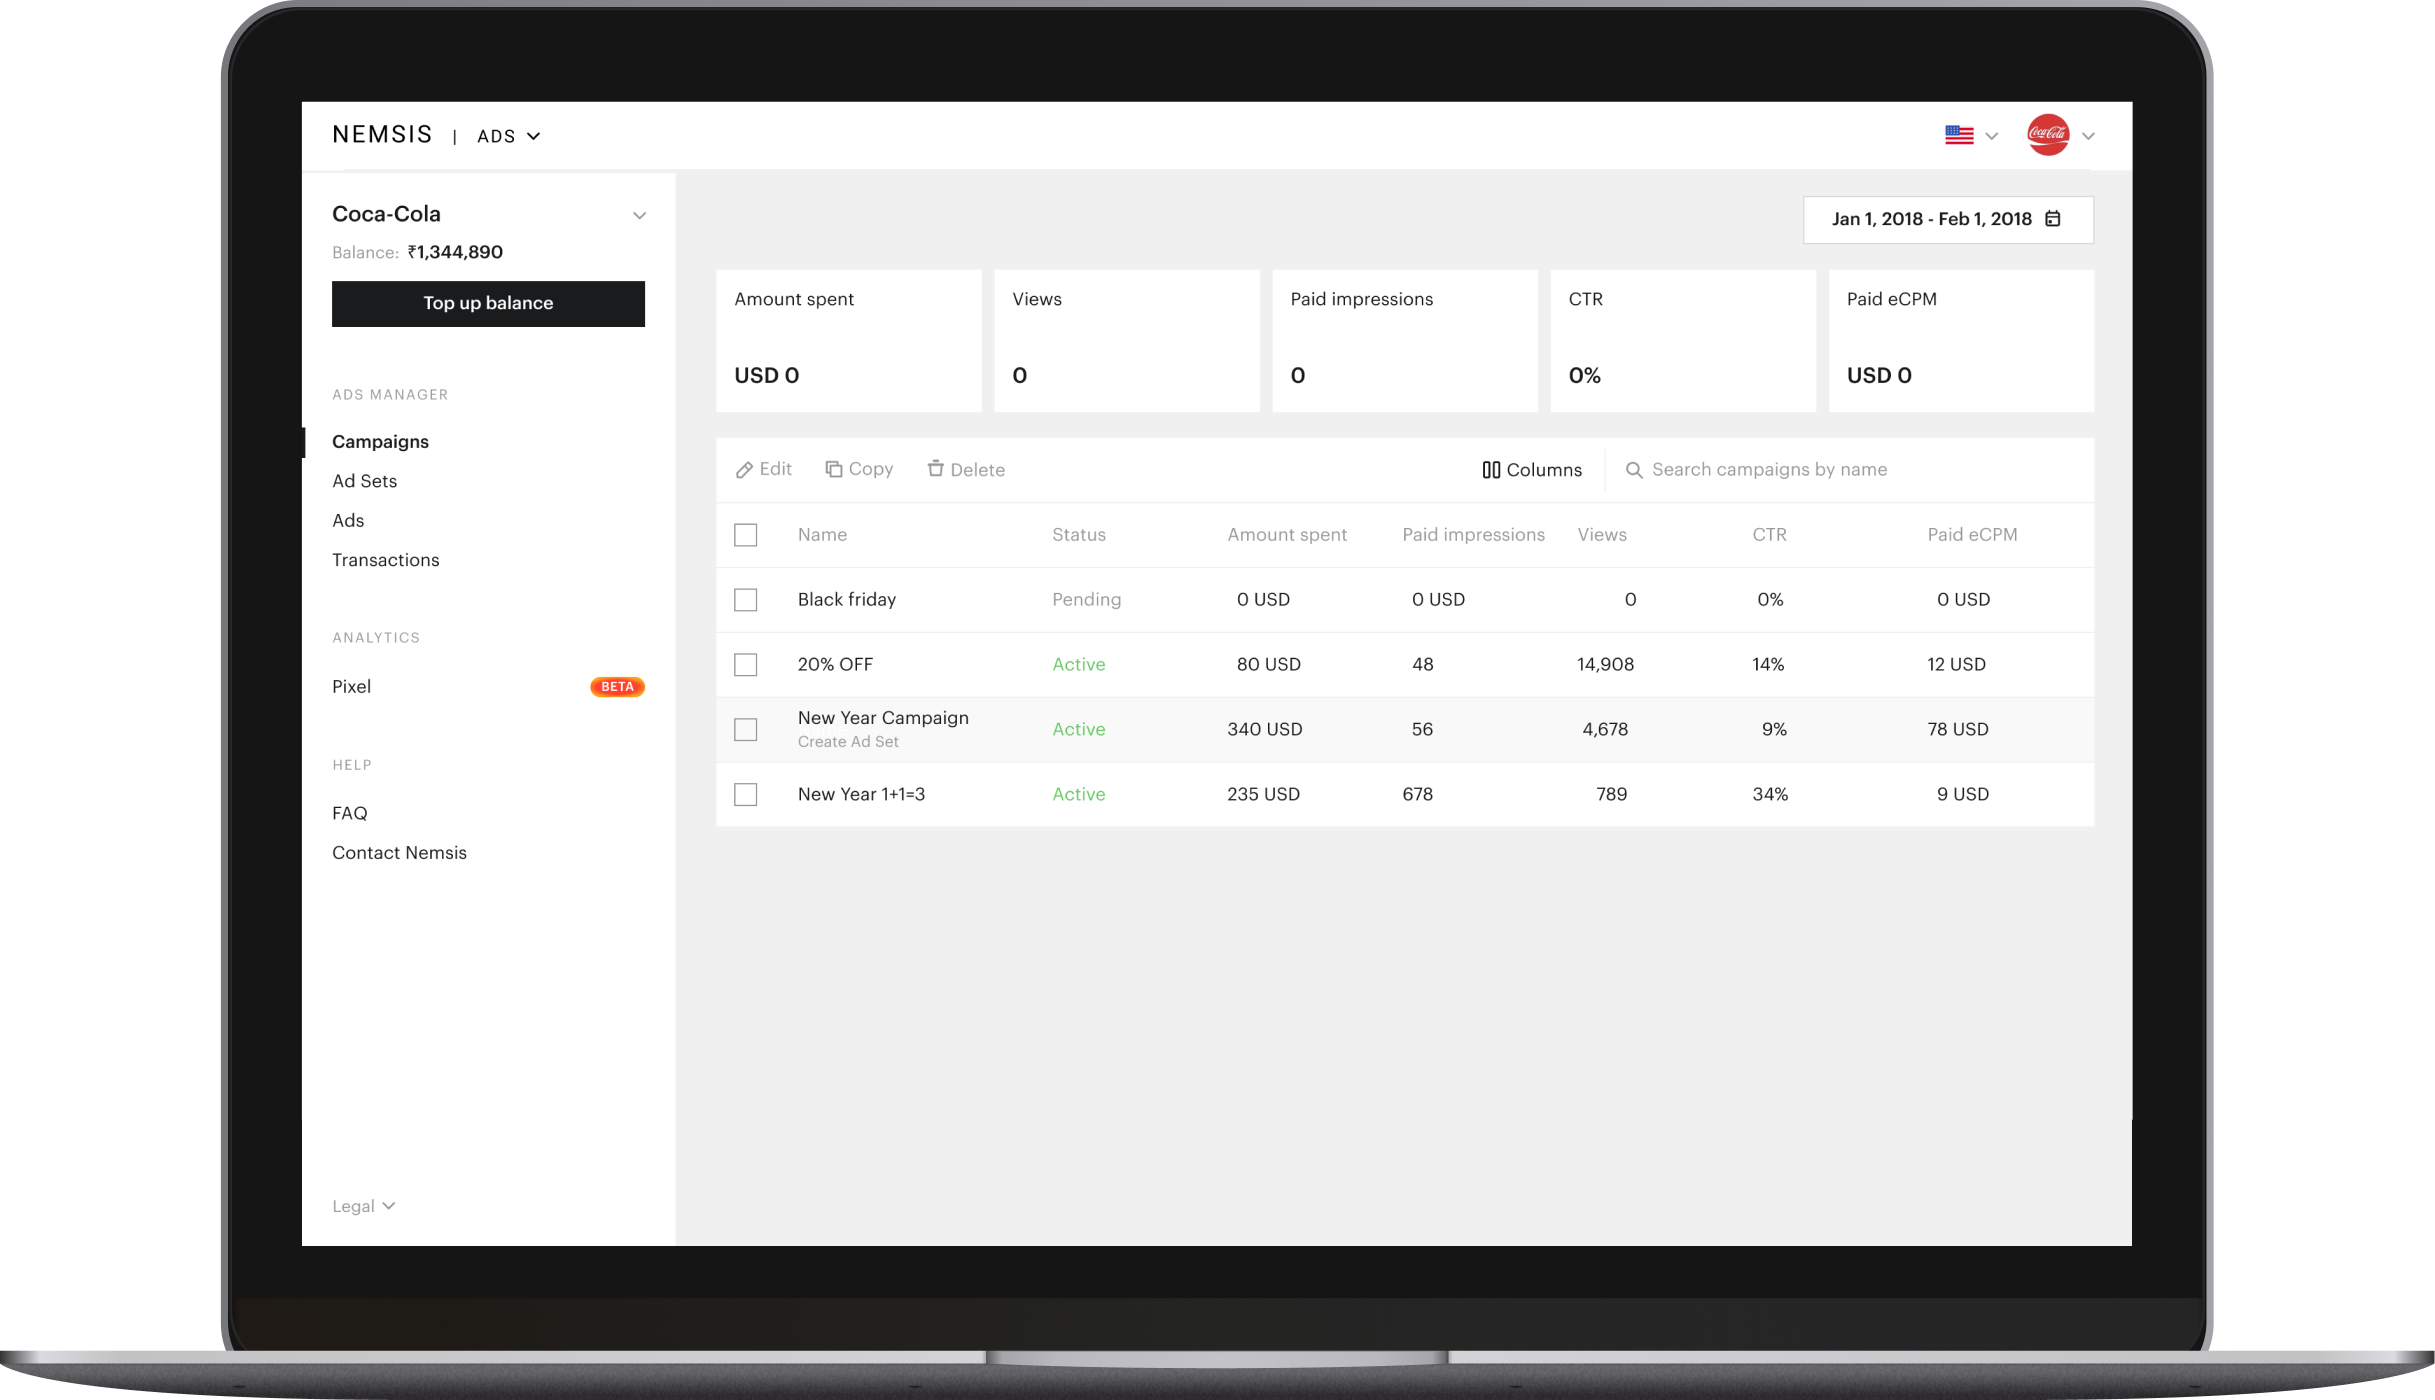 NEMSIS | ADS
Coca-Cola
Coca-Cola
Balance: ₹1,344,890
Top up balance
ADS MANAGER
Campaigns
Ad Sets
Ads
Transactions
ANALYTICS
Pixel BETA
HELP
FAQ
Contact Nemsis
Legal
Jan 1, 2018 - Feb 1, 2018
Amount spent Views Paid impressions CTR Paid eCPM
USD 0 0 0 0% USD 0
Edit Copy Delete Columns Search campaigns by name
Name Status Amount spent Paid impressions Views CTR Paid eCPM
Black friday Pending 0 USD 0 USD 0 0% 0 USD
20% OFF Active 80 USD 48 14,908 14% 12 USD
New Year Campaign Active 340 USD 56 4,678 9% 78 USD
Create Ad Set
New Year 1+1=3 Active 235 USD 678 789 34% 9 USD